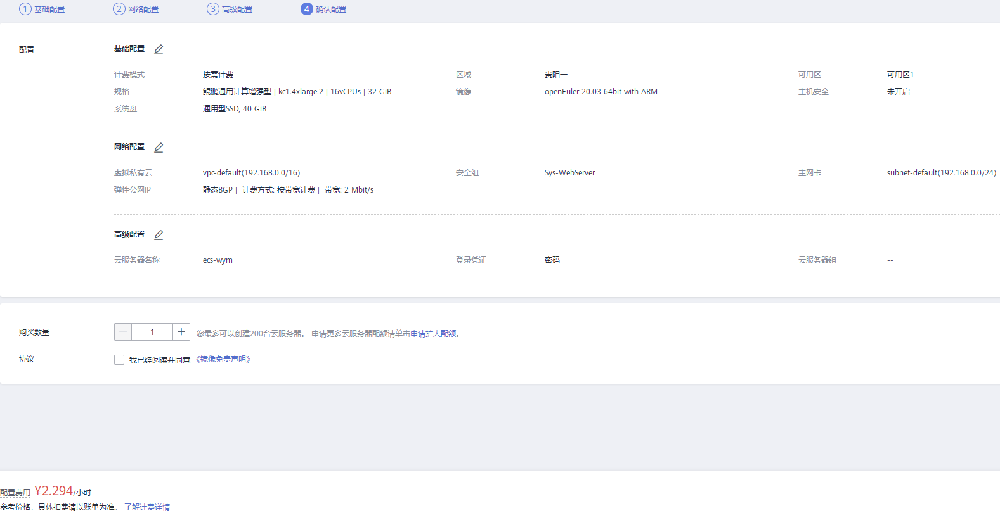 1 基础配置 2 网络配置 3 高级配置 4 确认配置
配置 基础配置
计费模式 按需计费 区域 贵阳一 可用区 可用区1
规格 鲲鹏通用计算增强型 | kc1.4xlarge.2 | 16vCPUs | 32 GiB 镜像 openEuler 20.03 64bit with ARM 主机安全 未开启
系统盘 通用型SSD, 40 GiB
网络配置
虚拟私有云 vpc-default(192.168.0.0/16) 安全组 Sys-WebServer 主网卡 subnet-default(192.168.0.0/24)
弹性公网IP 静态BGP | 计费方式: 按带宽计费 | 带宽: 2 Mbit/s
高级配置
云服务器名称 ecs-wym 登录凭证 密码 云服务器组 --
购买数量 — 1 + 您最多可以创建200台云服务器。 申请更多云服务器配额请单击申请扩大配额。
协议 我已经阅读并同意 《镜像免责声明》
配置费用 ¥2.294/小时
参考价格，具体扣费请以账单为准。 了解计费详情